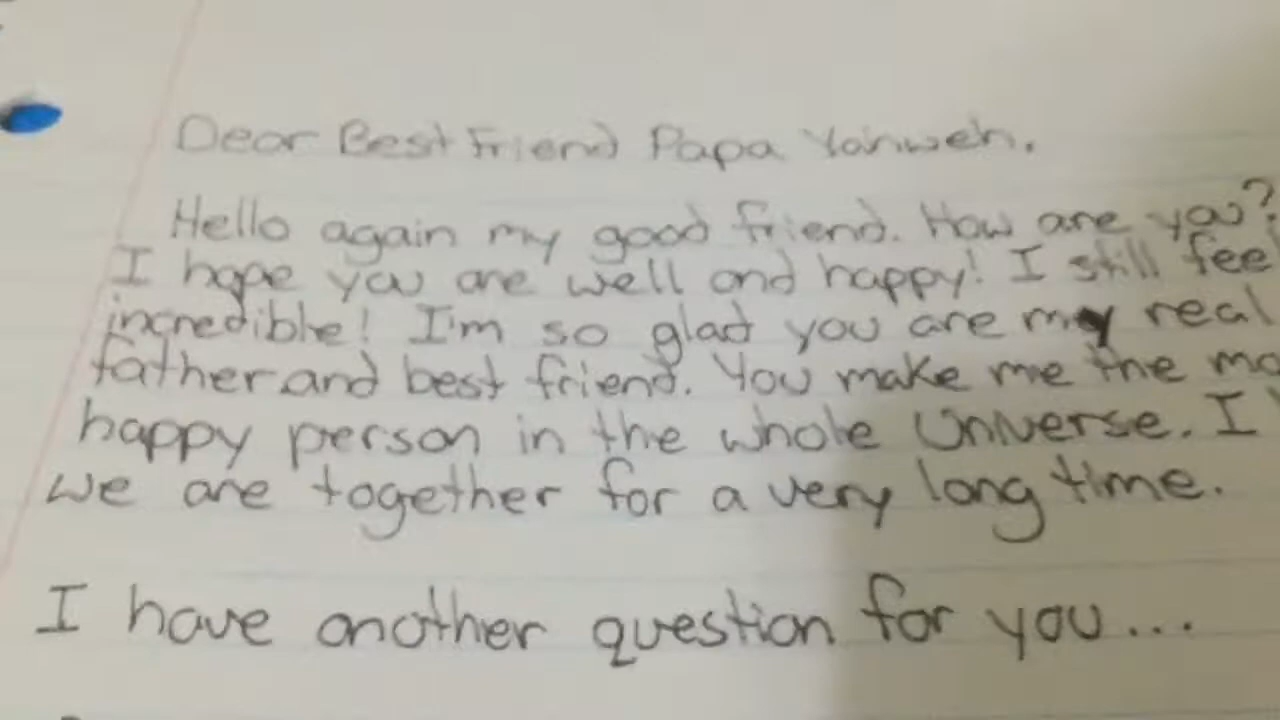 Dear Best Friend Papa Yahweh.
Hello again my good friend. How are you?
I hope you are well and happy! I still feel
incredible! I'm so glad you are my real
father and best friend. You make me the
happy person in the whole Universe. I
we are together for a very long time.
I have another question for you...